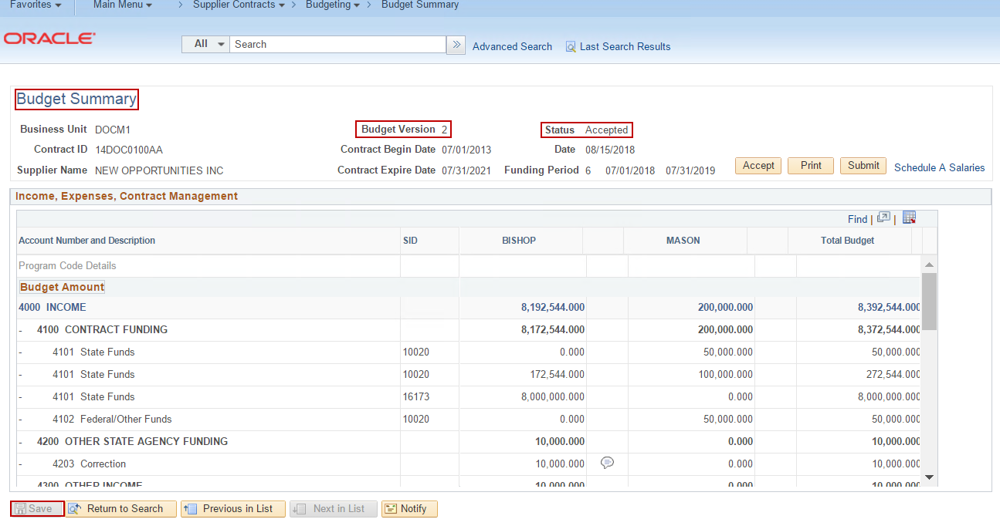 Favorites Main Menu > Supplier Contracts > Budgeting > Budget Summary
ORACLE
All Search >> Advanced Search Last Search Results
Budget Summary
Business Unit DOCM1 Budget Version 2 Status Accepted
Contract ID 14DOC0100AA Contract Begin Date 07/01/2013 Date 08/15/2018
Supplier Name NEW OPPORTUNITIES INC Contract Expire Date 07/31/2021 Funding Period 6 07/01/2018 07/31/2019 Accept Print Submit Schedule A Salaries
Income, Expenses, Contract Management
Find | |
Account Number and Description SID BISHOP MASON Total Budget
Program Code Details
Budget Amount
4000 INCOME 8,192,544.000 200,000.000 8,392,544.000
- 4100 CONTRACT FUNDING 8,172,544.000 200,000.000 8,372,544.000
- 4101 State Funds 10020 0.000 50,000.000 50,000.000
- 4101 State Funds 10020 172,544.000 100,000.000 272,544.000
- 4101 State Funds 16173 8,000,000.000 0.000 8,000,000.000
- 4102 Federal/Other Funds 10020 0.000 50,000.000 50,000.000
- 4200 OTHER STATE AGENCY FUNDING 10,000.000 0.000 10,000.000
- 4203 Correction 10,000.000 0.000 10,000.000
4300 OTHER INCOME 10,000.000 0.000 10,000.000
Save Return to Search Previous in List Next in List Notify